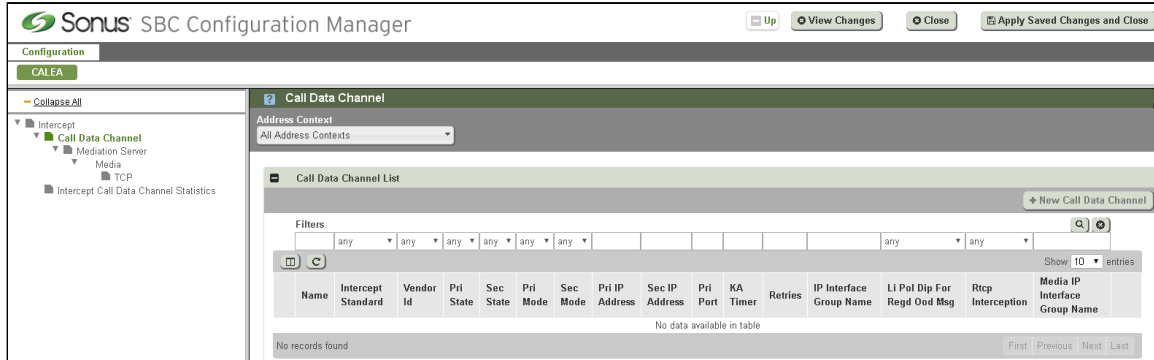 Sonus SBC Configuration Manager
Up
View Changes
Close
Apply Saved Changes and Close
Configuration
CALEA
Collapse All
Intercept
Call Data Channel
Mediation Server
Media
TCP
Intercept Call Data Channel Statistics
? Call Data Channel
Address Context
All Address Contexts
Call Data Channel List
+ New Call Data Channel
Filters
any any any any any any any any
Show 10 entries
Name Intercept Standard Vendor Id Pri State Sec State Pri Mode Sec Mode Pri IP Address Sec IP Address Pri Port KA Timer Retries IP Interface Group Name Li Pol Dip For Regd Ood Msg Rtcp Interception Media IP Interface Group Name
No data available in table
No records found
First Previous Next Last